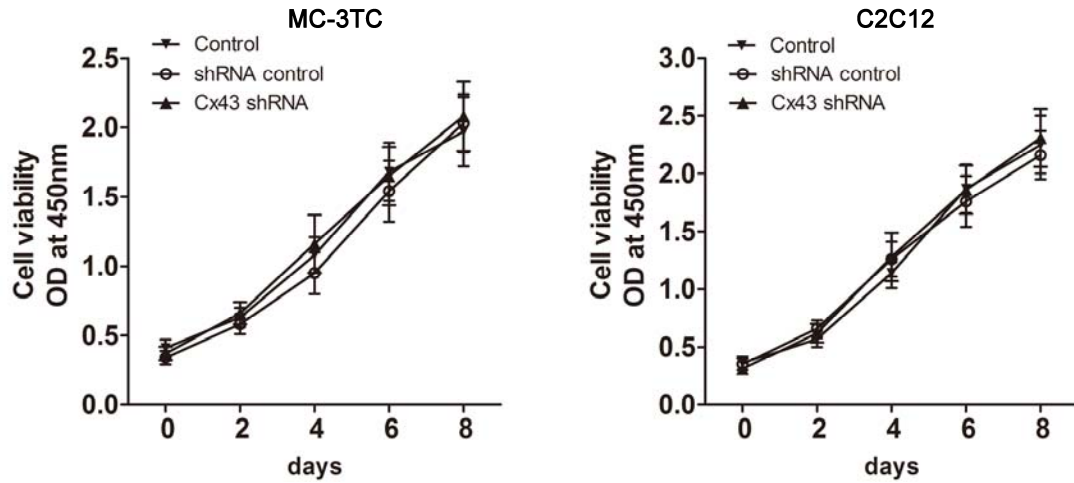 MC-3TC
Control
shRNA control
Cx43 shRNA
2.5
2.0
1.5
1.0
0.5
0.0
Cell viability
OD at 450nm
0 2 4 6 8
days
C2C12
Control
shRNA control
Cx43 shRNA
3.0
2.5
2.0
1.5
1.0
0.5
0.0
Cell viability
OD at 450nm
0 2 4 6 8
days